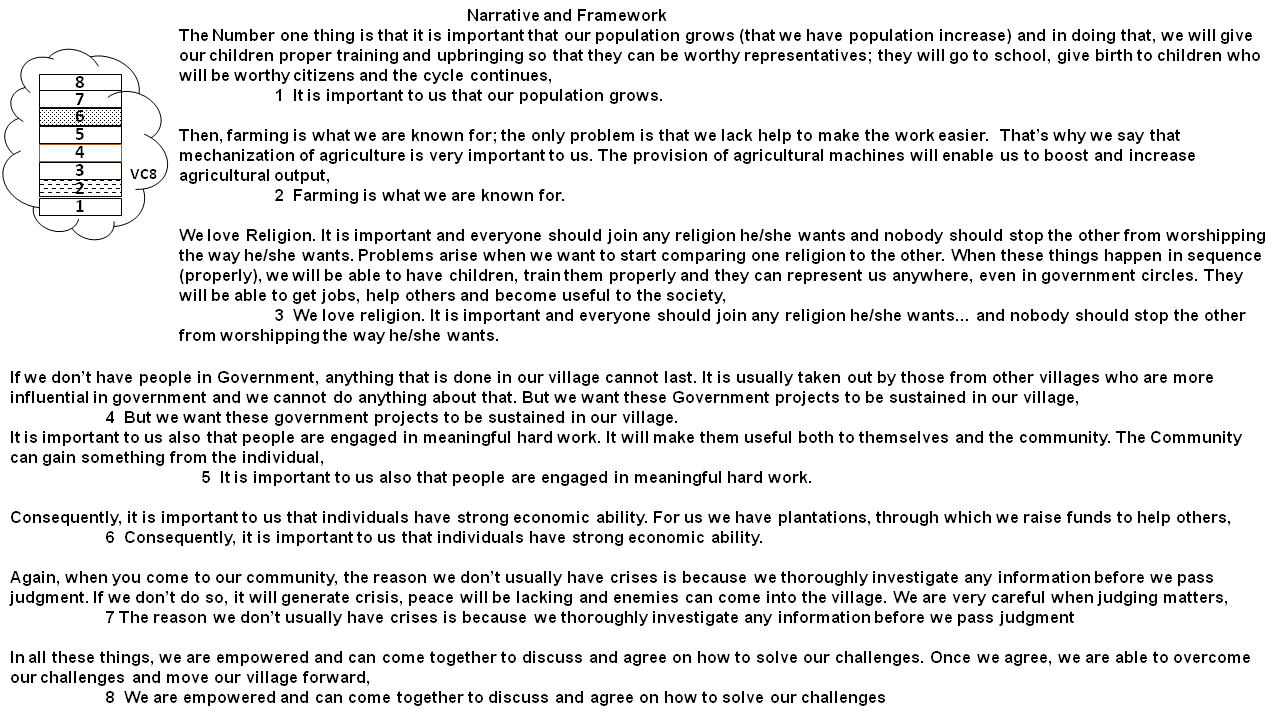 Narrative and Framework
The Number one thing is that it is important that our population grows (that we have population increase) and in doing that, we will give
our children proper training and upbringing so that they can be worthy representatives; they will go to school, give birth to children who
will be worthy citizens and the cycle continues,
1 It is important to us that our population grows.
8
7
6
5
4
3
2
1
VC8
Then, farming is what we are known for; the only problem is that we lack help to make the work easier. That's why we say that
mechanization of agriculture is very important to us. The provision of agricultural machines will enable us to boost and increase
agricultural output,
2 Farming is what we are known for.
We love Religion. It is important and everyone should join any religion he/she wants and nobody should stop the other from worshipping
the way he/she wants. Problems arise when we want to start comparing one religion to the other. When these things happen in sequence
(properly), we will be able to have children, train them properly and they can represent us anywhere, even in government circles. They
will be able to get jobs, help others and become useful to the society,
3 We love religion. It is important and everyone should join any religion he/she wants... and nobody should stop the other
from worshipping the way he/she wants.
If we don't have people in Government, anything that is done in our village cannot last. It is usually taken out by those from other villages who are more
influential in government and we cannot do anything about that. But we want these Government projects to be sustained in our village,
4 But we want these government projects to be sustained in our village.
It is important to us also that people are engaged in meaningful hard work. It will make them useful both to themselves and the community. The Community
can gain something from the individual,
5 It is important to us also that people are engaged in meaningful hard work.
Consequently, it is important to us that individuals have strong economic ability. For us we have plantations, through which we raise funds to help others,
6 Consequently, it is important to us that individuals have strong economic ability.
Again, when you come to our community, the reason we don't usually have crises is because we thoroughly investigate any information before we pass
judgment. If we don't do so, it will generate crisis, peace will be lacking and enemies can come into the village. We are very careful when judging matters,
7 The reason we don't usually have crises is because we thoroughly investigate any information before we pass judgment
In all these things, we are empowered and can come together to discuss and agree on how to solve our challenges. Once we agree, we are able to overcome
our challenges and move our village forward,
8 We are empowered and can come together to discuss and agree on how to solve our challenges